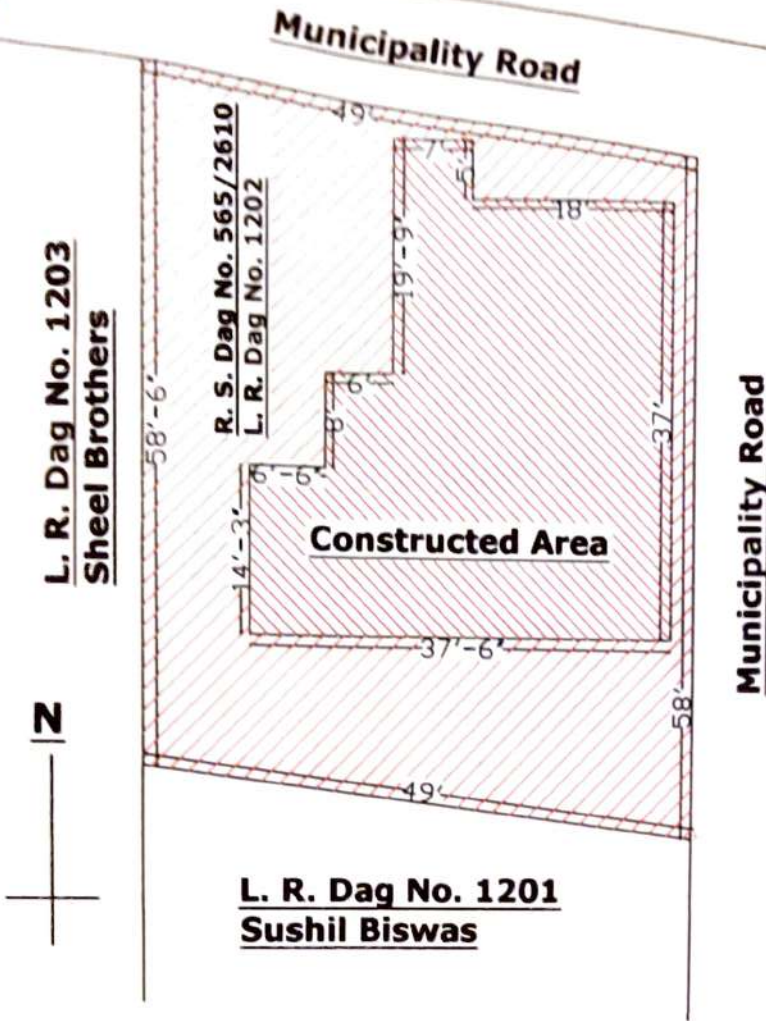 Municipality Road
49'
7'
5'
18'
R. S. Dag No. 565/2610
L. R. Dag No. 1202
19'-9"
L. R. Dag No. 1203
Sheel Brothers
58'-6"
6'
8'
6'-6"
37'
14'-3"
Constructed Area
37'-6"
Municipality Road
58'
N
49'
L. R. Dag No. 1201
Sushil Biswas